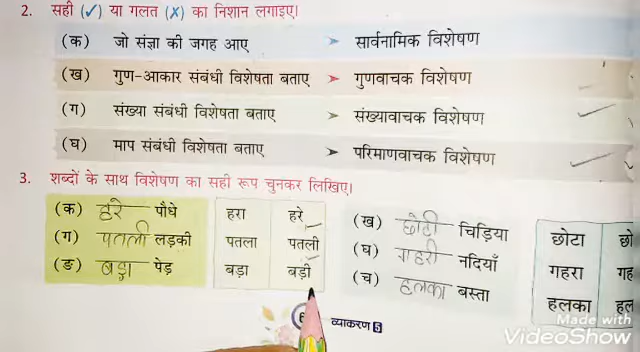 2. सही (✓) या गलत (✗) का निशान लगाइए।
(क) जो संज्ञा की जगह आए ➤ सार्वनामिक विशेषण
(ख) गुण-आकार संबंधी विशेषता बताए ➤ गुणवाचक विशेषण
(ग) संख्या संबंधी विशेषता बताए ➤ संख्यावाचक विशेषण
(घ) माप संबंधी विशेषता बताए ➤ परिमाणवाचक विशेषण
3. शब्दों के साथ विशेषण का सही रूप चुनकर लिखिए।
(क) हरे पौधे हरा हरे (ख) छोटी चिड़िया छोटा
(ग) पतली लड़की पतला पतली (घ) गहरी नदियाँ गहरा
(ङ) बड़ा पेड़ बड़ा बड़ी (च) हलका बस्ता हलका
व्याकरण 5
Made with
VideoShow